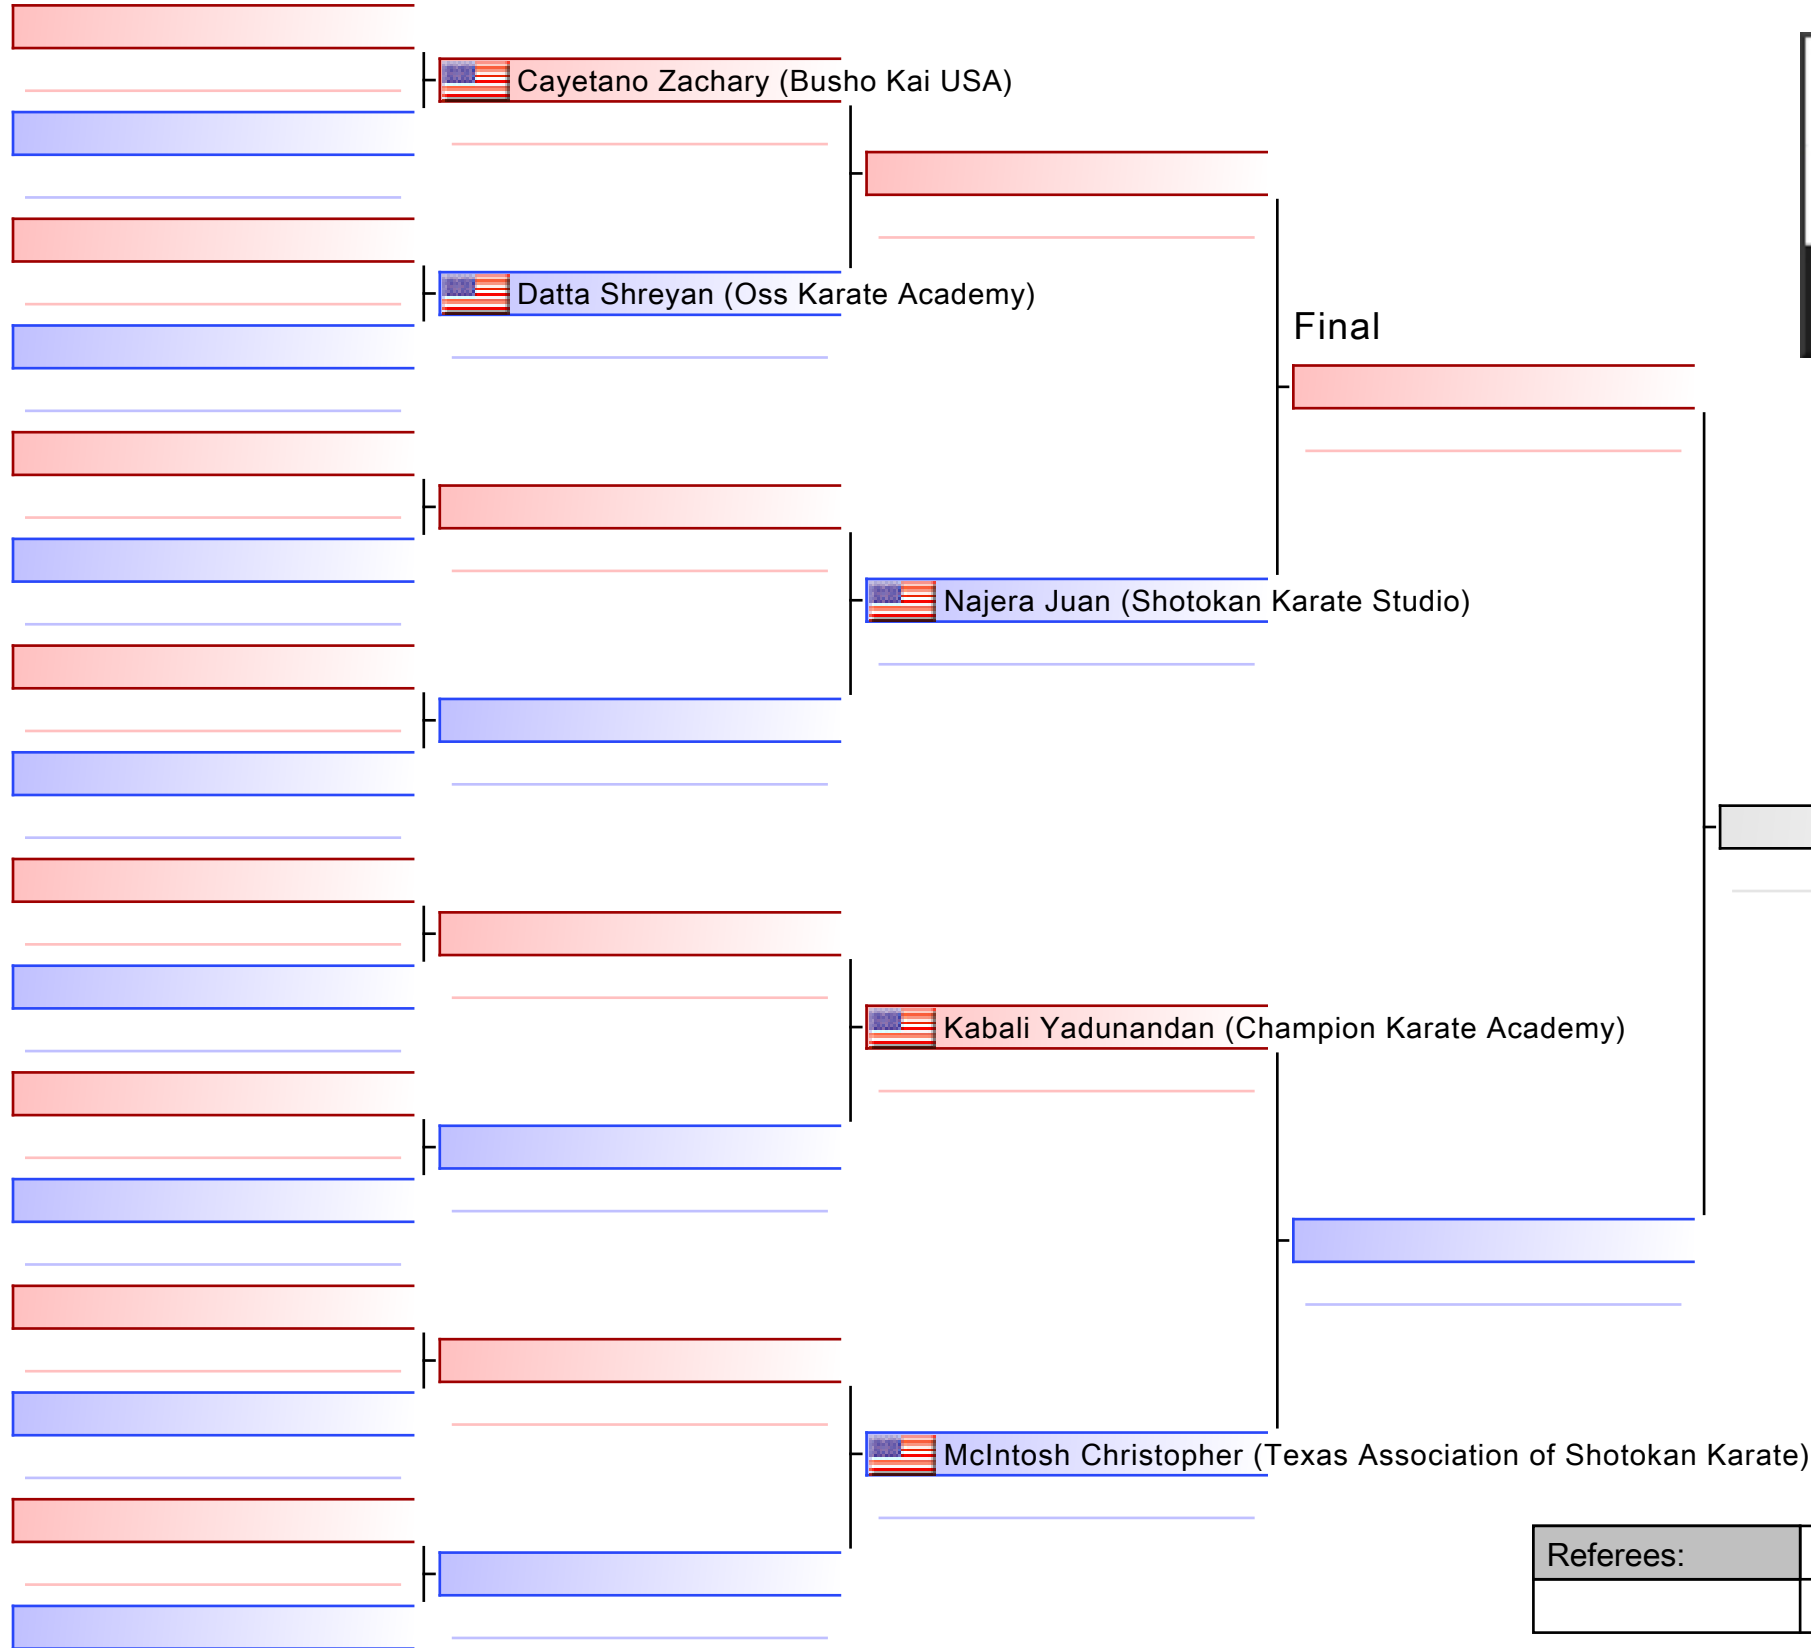 Cayetano Zachary (Busho Kai USA)
Datta Shreyan (Oss Karate Academy)
Final
Najera Juan (Shotokan Karate Studio)
Kabali Yadunandan (Champion Karate Academy)
McIntosh Christopher (Texas Association of Shotokan Karate)
Referees: